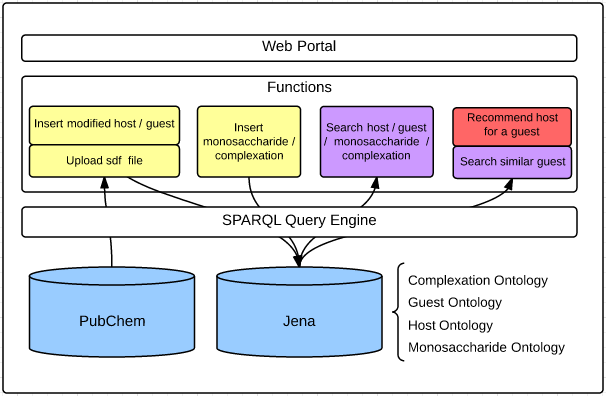 Web Portal
Functions
Insert modified host / guest
Upload sdf file
Insert
monosaccharide /
complexation
Search host / guest
/ monosaccharide /
complexation
Recommend host
for a guest
Search similar guest
SPARQL Query Engine
PubChem
Jena
Complexation Ontology
Guest Ontology
Host Ontology
Monosaccharide Ontology